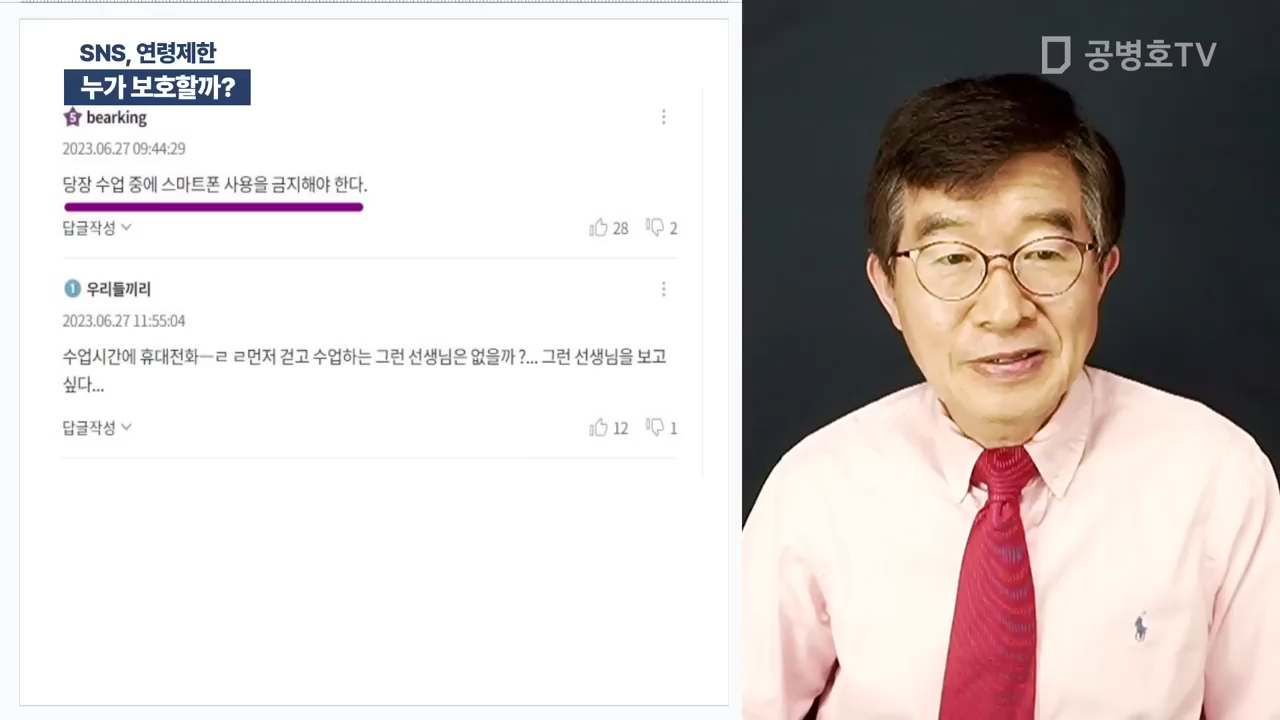 SNS, 연령제한
누가 보호할까?
공병호TV
5 bearking
2023.06.27 09:44:29
당장 수업 중에 스마트폰 사용을 금지해야 한다.
답글작성
28
2
1 우리들끼리
2023.06.27 11:55:04
수업시간에 휴대전화ㅡㄹ ㄹ먼저 걷고 수업하는 그런 선생님은 없을까 ?... 그런 선생님을 보고
싶다...
답글작성
12
1